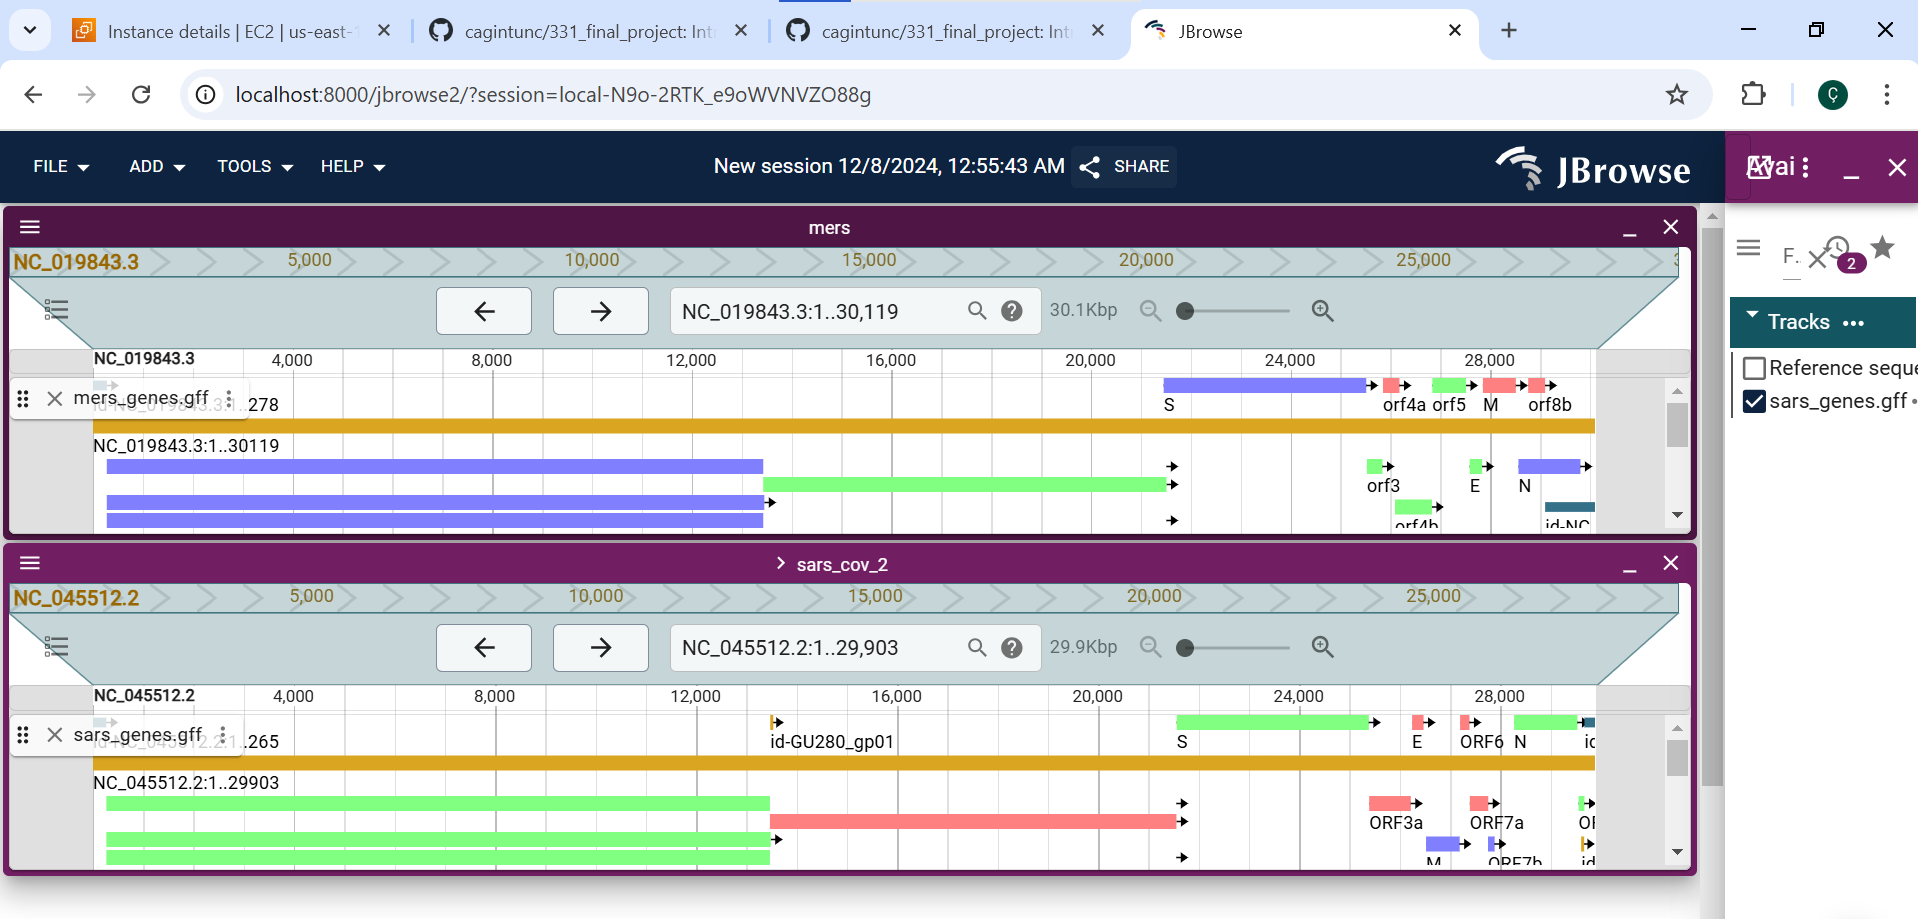 Instance details | EC2 | us-east-
cagintunc/331_final_project: Int
cagintunc/331_final_project: Int
JBrowse
localhost:8000/jbrowse2/?session=local-N9o-2RTK_e9oWVNVZO88g
Ç
FILE ADD TOOLS HELP
New session 12/8/2024, 12:55:43 AM
SHARE
JBrowse
Avai
mers
NC_019843.3 5,000 10,000 15,000 20,000 25,000
NC_019843.3:1..30,119
30.1Kbp
NC_019843.3 4,000 8,000 12,000 16,000 20,000 24,000 28,000
mers_genes.gff
id-NC_019843.3:1..278
S orf4a orf5 M orf8b
NC_019843.3:1..30119
orf3 E N
orf4b id-NC
sars_cov_2
NC_045512.2 5,000 10,000 15,000 20,000 25,000
NC_045512.2:1..29,903
29.9Kbp
NC_045512.2 4,000 8,000 12,000 16,000 20,000 24,000 28,000
sars_genes.gff
id-NC_045512.2:1..265
id-GU280_gp01 S E ORF6 N
NC_045512.2:1..29903
ORF3a ORF7a
M ORF7b id
F..
2
Tracks
Reference seque
sars_genes.gff